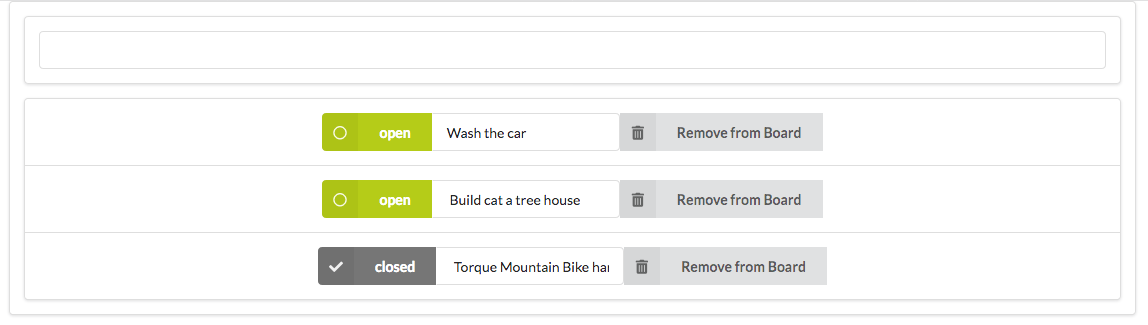 open Wash the car Remove from Board
open Build cat a tree house Remove from Board
closed Torque Mountain Bike Remove from Board